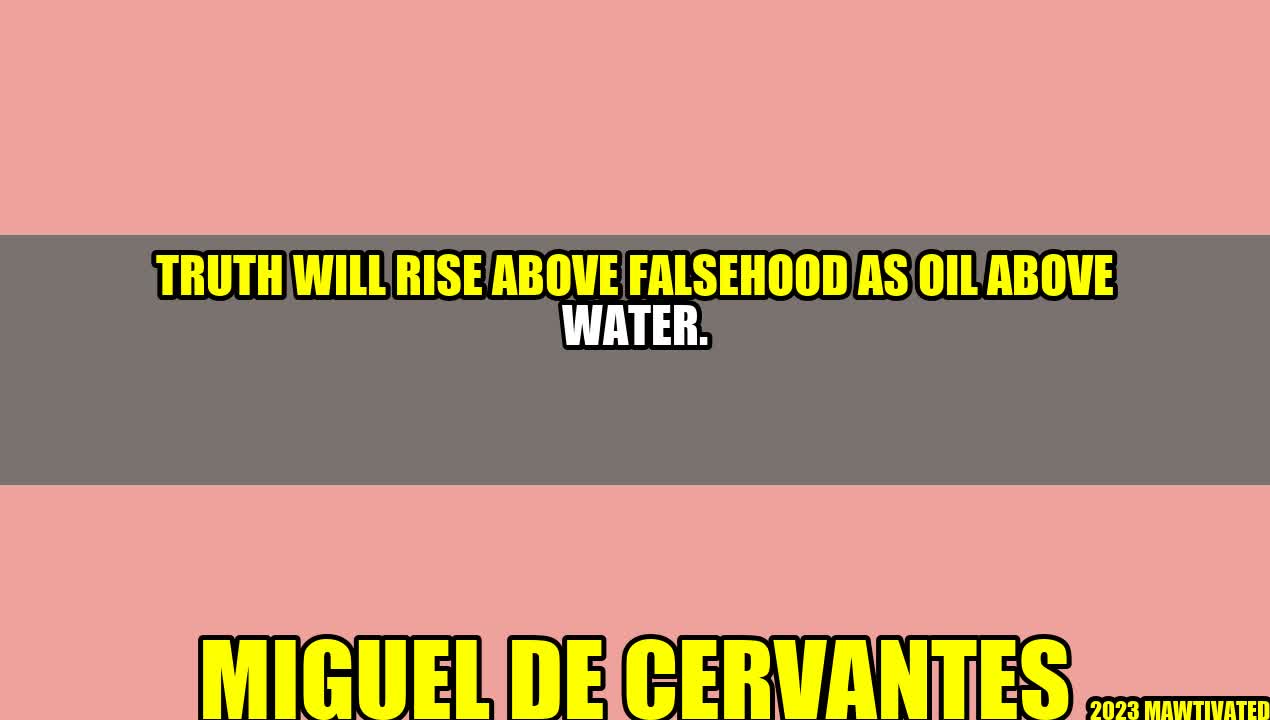 TRUTH WILL RISE ABOVE FALSEHOOD AS OIL ABOVE
WATER.
MIGUEL DE CERVANTES
2023 MAWTIVATED